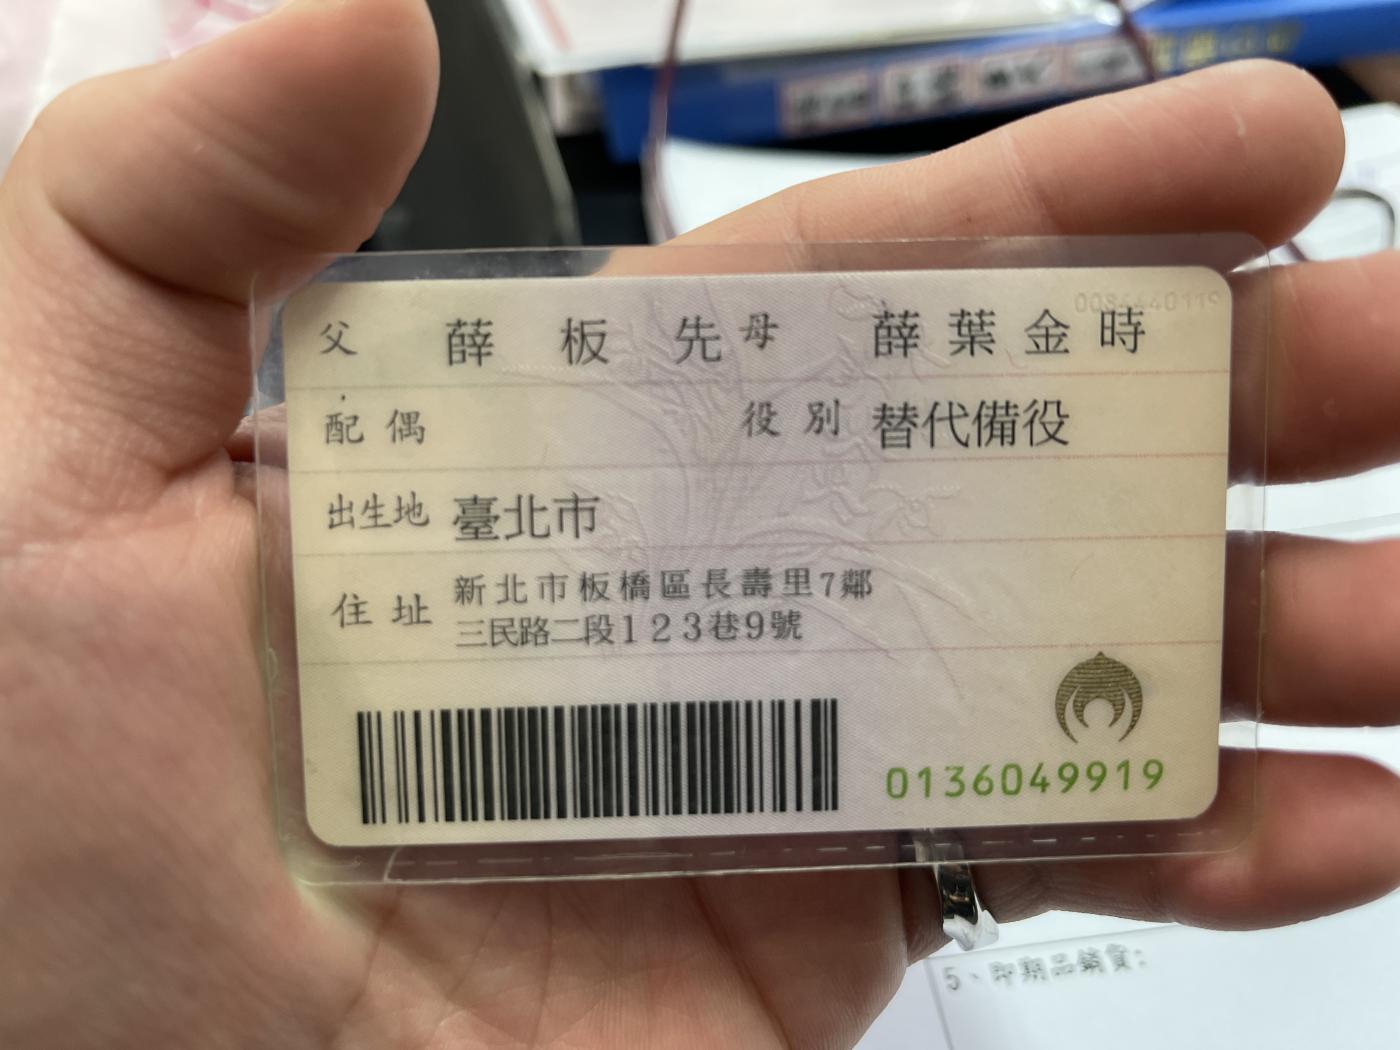 父 薛板先 母 薛葉金時
配偶 役別 替代備役
出生地 臺北市
住址 新北市板橋區長壽里7鄰
三民路二段123巷9號
0136049919
5、即期品銷貨: